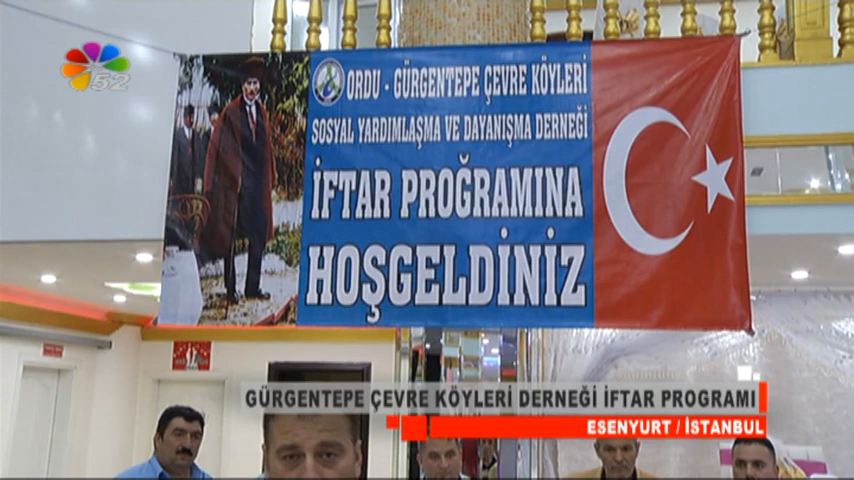 52
ORDU - GÜRGENTEPE ÇEVRE KÖYLERİ
SOSYAL YARDIMLAŞMA VE DAYANIŞMA DERNEĞİ
İFTAR PROĞRAMINA
HOŞGELDİNİZ
GÜRGENTEPE ÇEVRE KÖYLERİ DERNEĞİ İFTAR PROGRAMI
ESENYURT / İSTANBUL